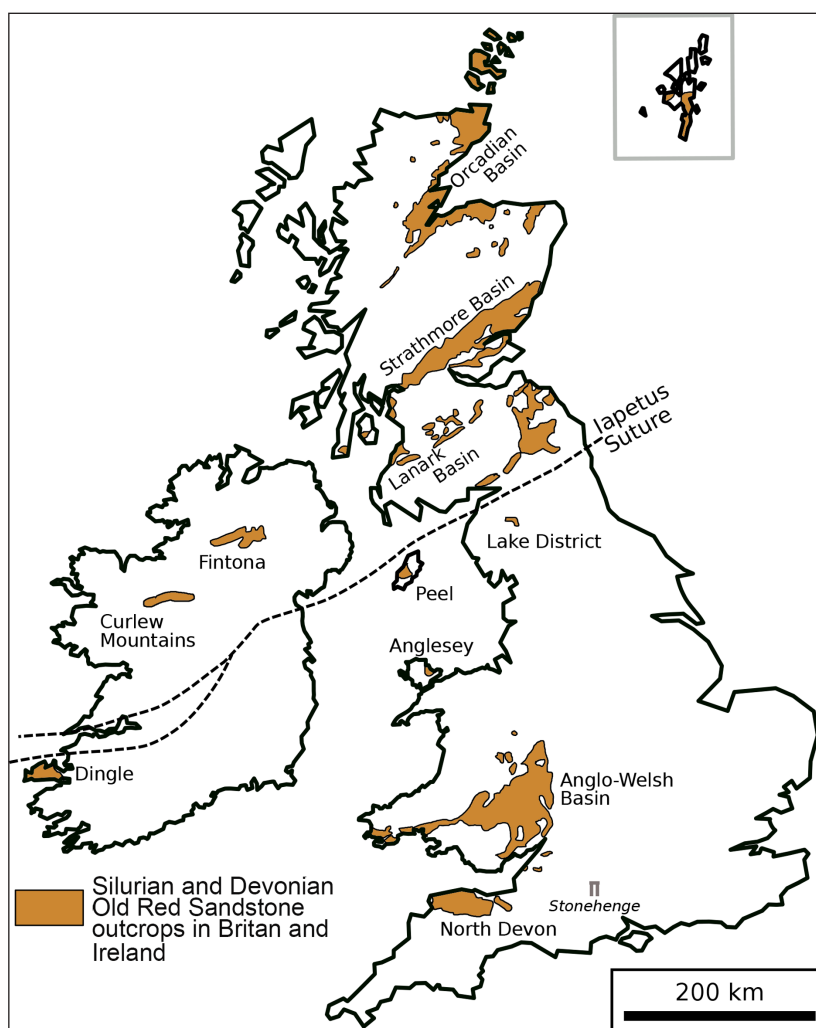 Orcadian
Basin
Strathmore Basin
Iapetus
Suture
Lanark
Basin
Lake District
Fintona
Peel
Curlew
Mountains
Anglesey
Dingle
Anglo-Welsh
Basin
Silurian and Devonian
Old Red Sandstone
outcrops in Britan and
Ireland
Stonehenge
North Devon
200 km